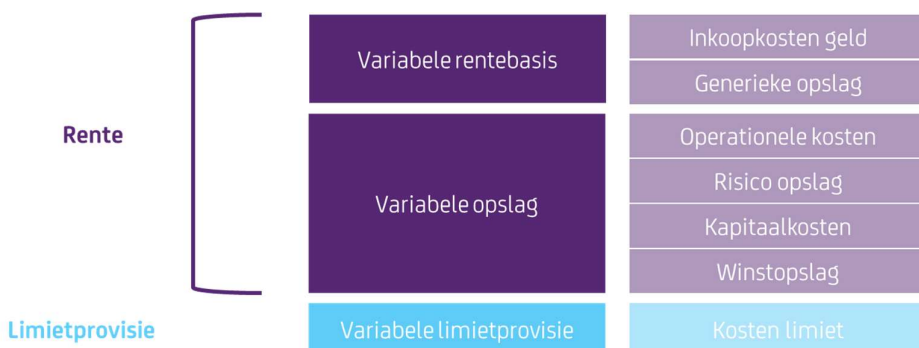 Rente
Variabele rentebasis
Inkoopkosten geld
Generieke opslag
Variabele opslag
Operationele kosten
Risico opslag
Kapitaalkosten
Winstopslag
Limietprovisie
Variabele limietprovisie
Kosten limiet